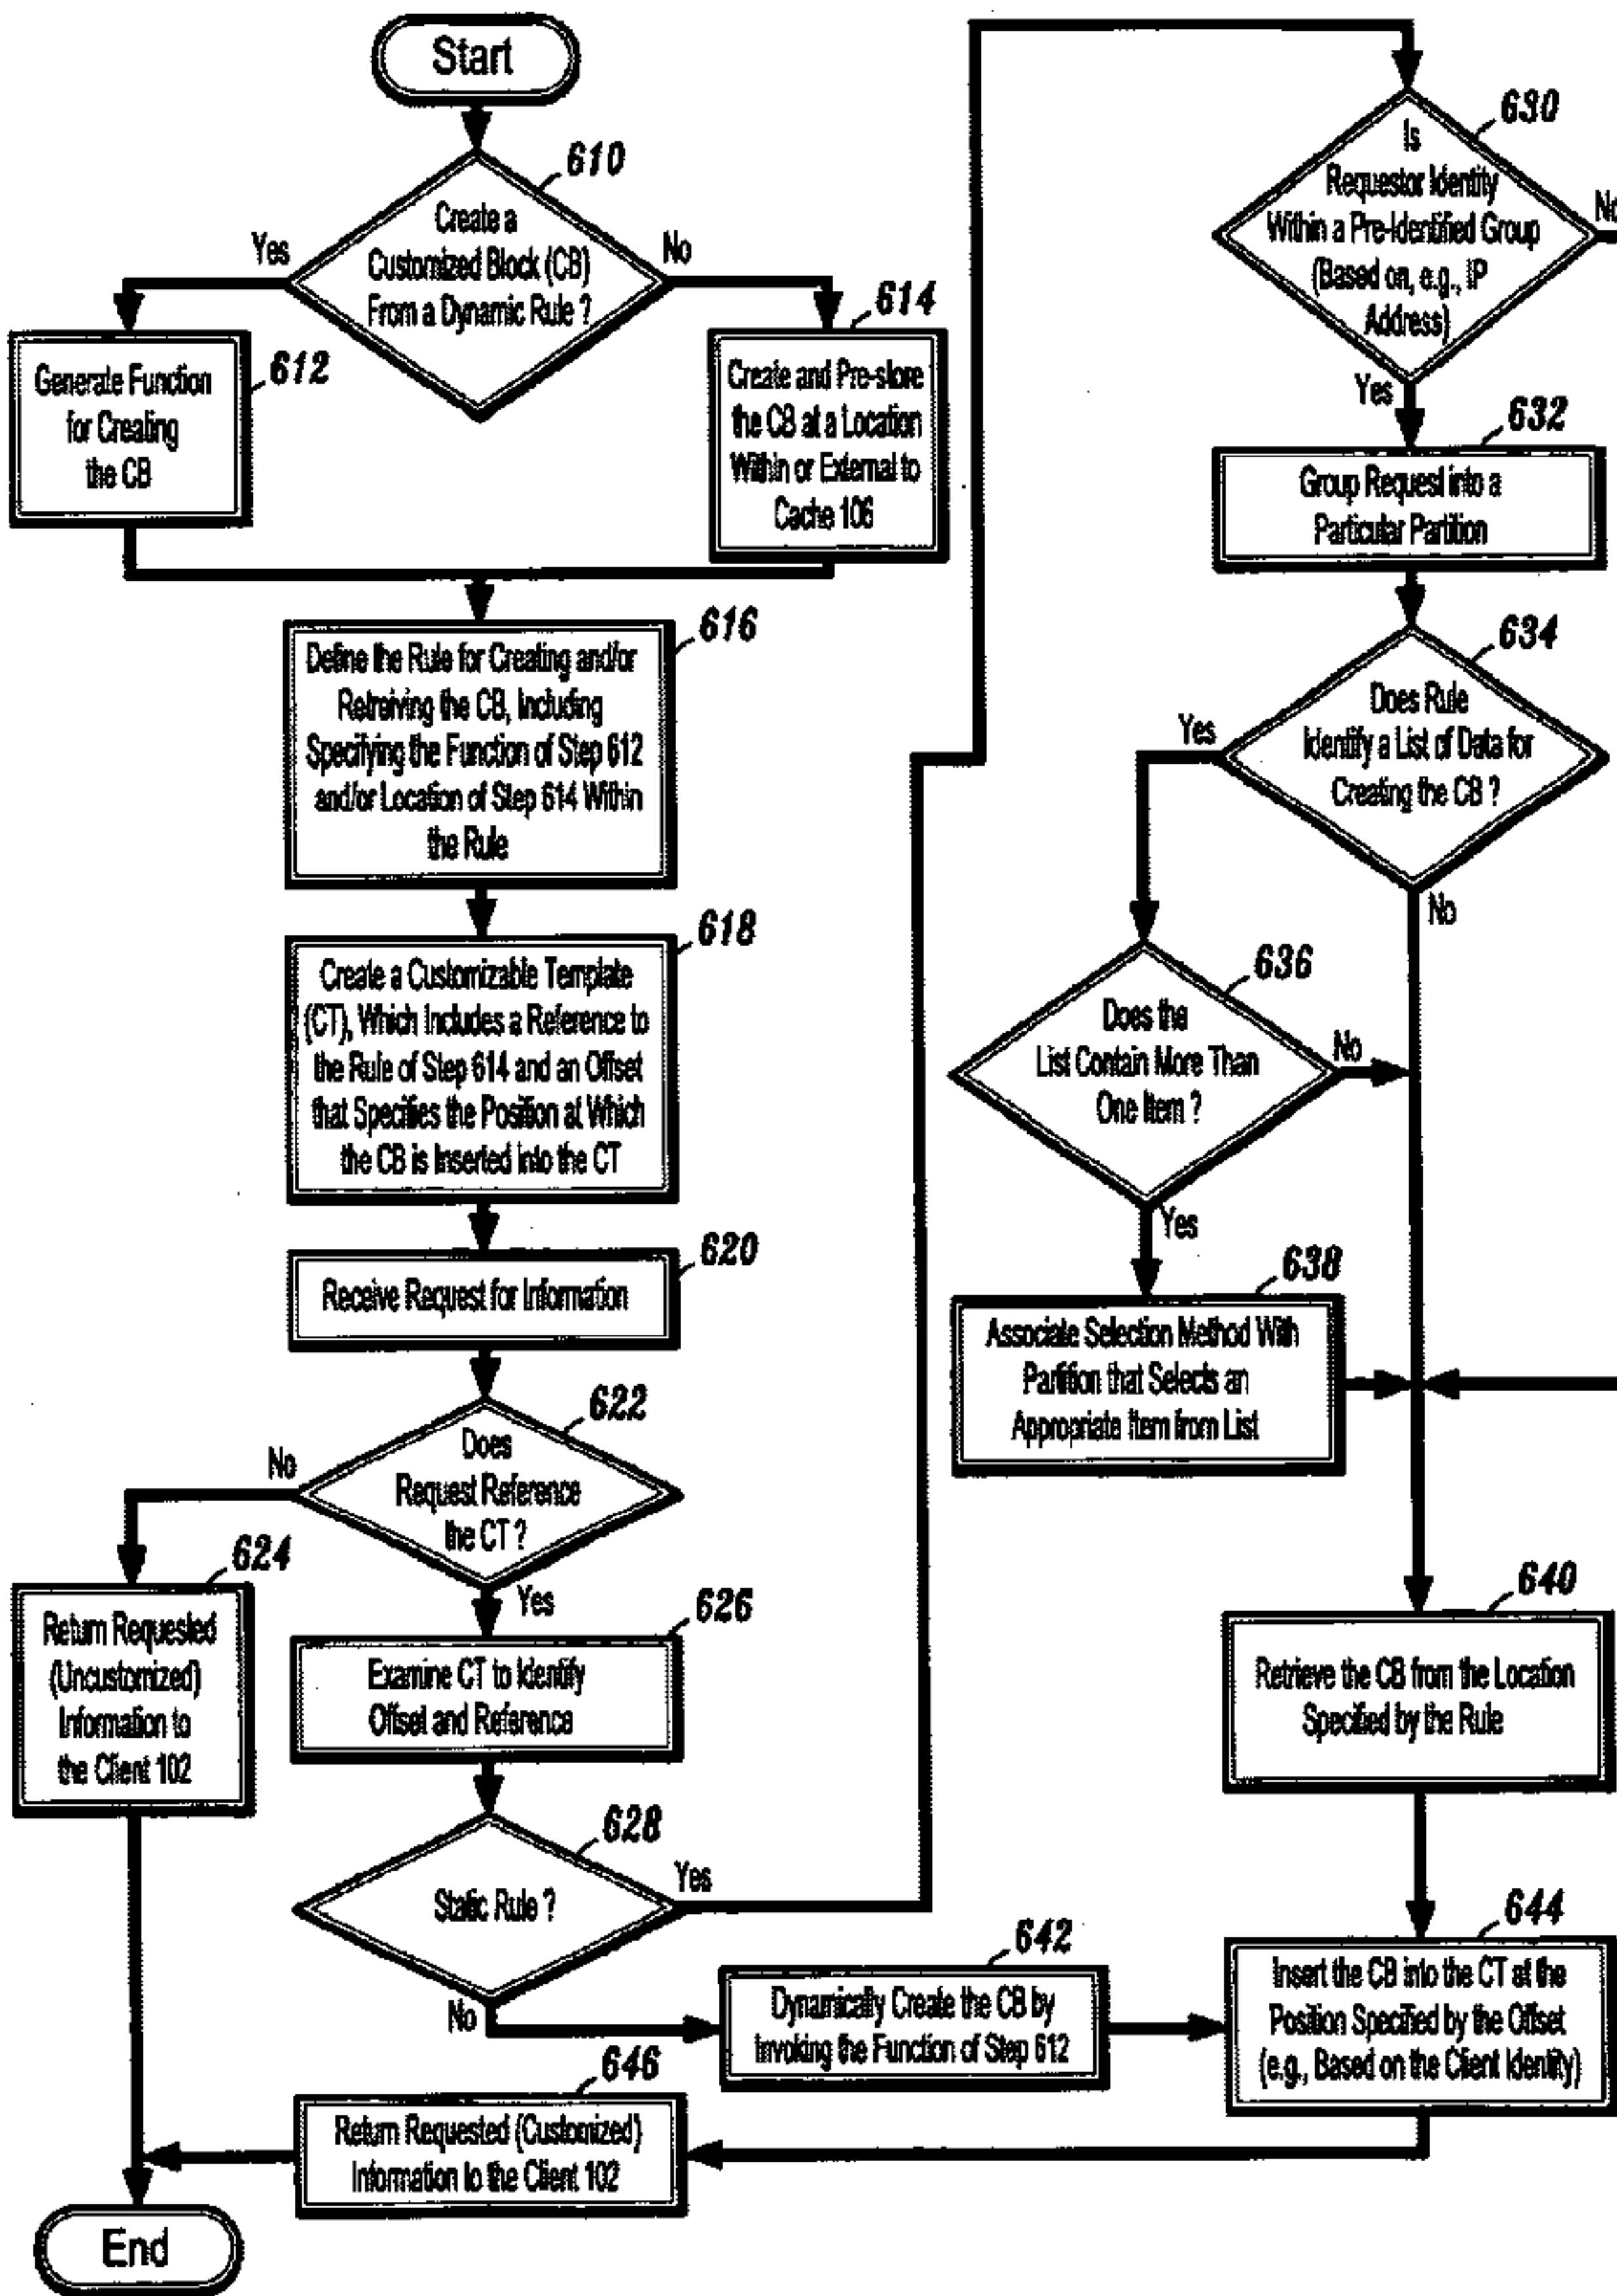 Start
610
Create a
Customized Block (CB)
From a Dynamic Rule ?
Yes
No
612
Generate Function
for Creating
the CB
614
Create and Pre-store
the CB at a Location
Within or External to
Cache 106
616
Define the Rule for Creating and/or
Retreiving the CB, Including
Specifying the Function of Step 612
and/or Location of Step 614 Within
the Rule
618
Create a Customizable Template
(CT), Which Includes a Reference to
the Rule of Step 614 and an Offset
that Specifies the Position at Which
the CB is Inserted into the CT
620
Receive Request for Information
622
Does
Request Reference
the CT ?
No
Yes
624
Return Requested
(Uncustomized)
Information to
the Client 102
626
Examine CT to Identify
Offset and Reference
628
Static Rule ?
Yes
No
630
Is
Requestor Identity
Within a Pre-Identified Group
(Based on, e.g., IP
Address)
No
Yes
632
Group Request into a
Particular Partition
634
Does Rule
Identify a List of Data for
Creating the CB ?
Yes
No
636
Does the
List Contain More Than
One Item ?
No
Yes
638
Associate Selection Method With
Partition that Selects an
Appropriate Item from List
640
Retrieve the CB from the Location
Specified by the Rule
642
Dynamically Create the CB by
Invoking the Function of Step 612
644
Insert the CB into the CT at the
Position Specified by the Offset
(e.g., Based on the Client Identity)
646
Return Requested (Customized)
Information to the Client 102
End